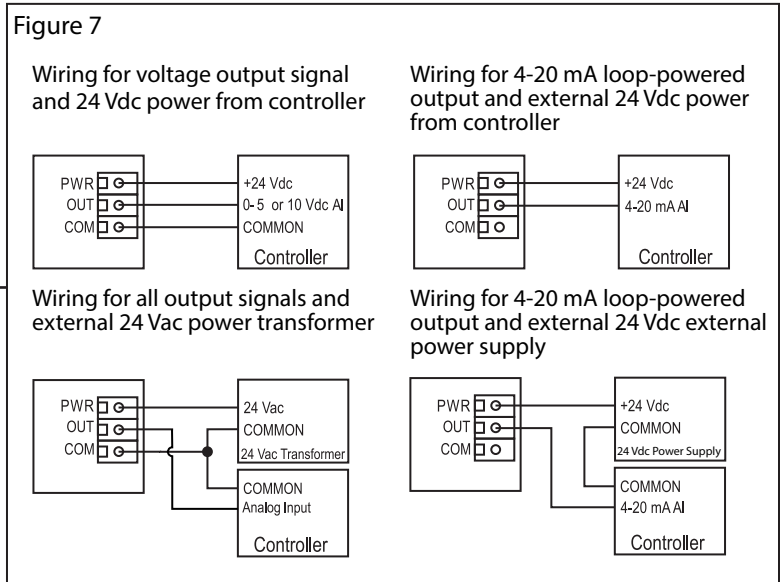 Figure 7
Wiring for voltage output signal
and 24 Vdc power from controller
PWR
OUT
COM
+24 Vdc
0-5 or 10 Vdc AI
COMMON
Controller
Wiring for 4-20 mA loop-powered
output and external 24 Vdc power
from controller
PWR
OUT
COM
+24 Vdc
4-20 mA AI
Controller
Wiring for all output signals and
external 24 Vac power transformer
PWR
OUT
COM
24 Vac
COMMON
24 Vac Transformer
COMMON
Analog Input
Controller
Wiring for 4-20 mA loop-powered
output and external 24 Vdc external
power supply
PWR
OUT
COM
+24 Vdc
COMMON
24 Vdc Power Supply
COMMON
4-20 mA AI
Controller